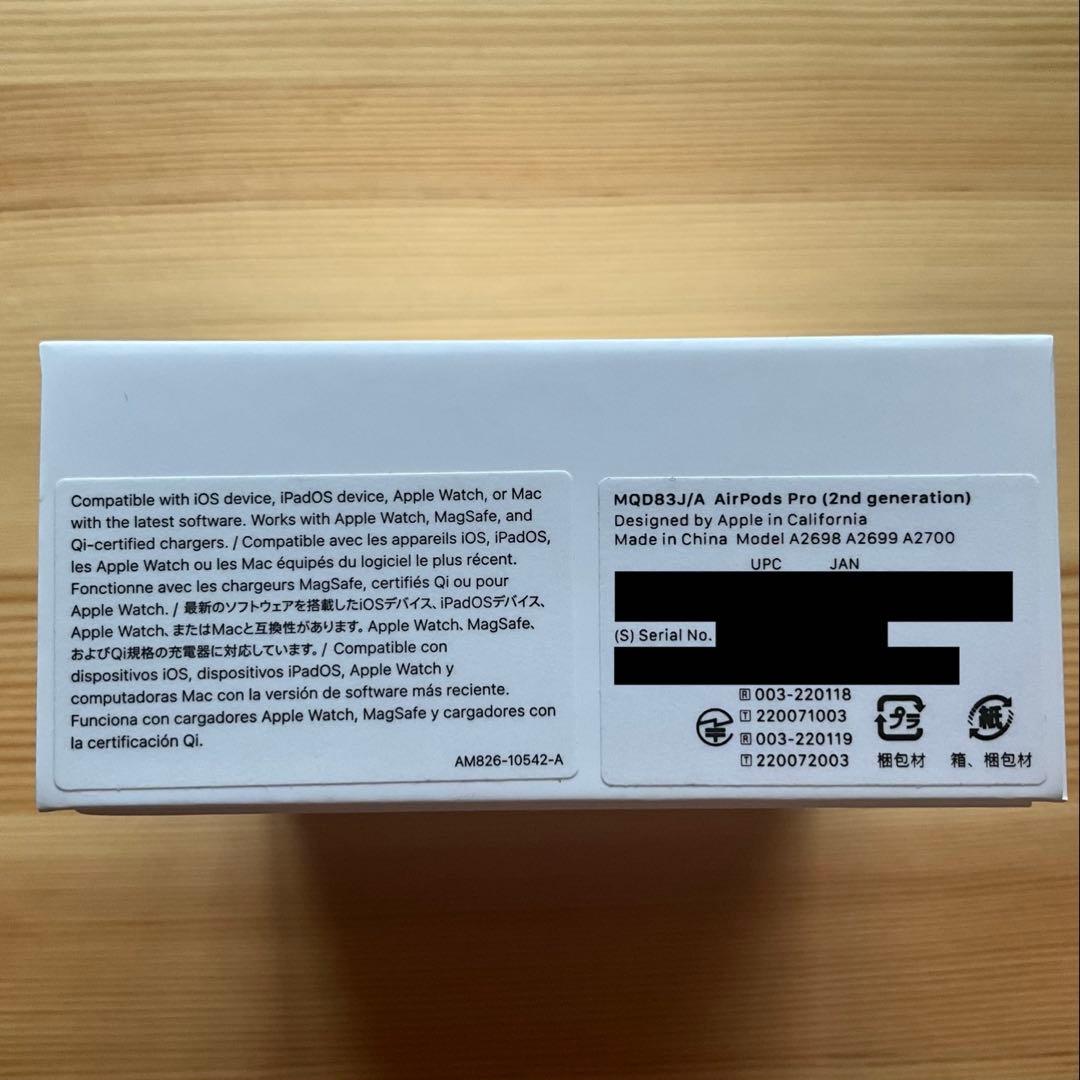 Compatible with iOS device, iPadOS device, Apple Watch, or Mac
with the latest software. Works with Apple Watch, MagSafe, and
Qi-certified chargers. / Compatible avec les appareils iOS, iPadOS,
les Apple Watch ou les Mac équipés du logiciel le plus récent.
Fonctionne avec les chargeurs MagSafe, certifiés Qi ou pour
Apple Watch. / 最新のソフトウェアを搭載したiOSデバイス、iPadOSデバイス、
Apple Watch、またはMacと互換性があります。Apple Watch、MagSafe、
およびQi規格の充電器に対応しています。/ Compatible con
dispositivos iOS, dispositivos iPadOS, Apple Watch y
computadoras Mac con la versión de software más reciente.
Funciona con cargadores Apple Watch, MagSafe y cargadores con
la certificación Qi.
AM826-10542-A
MQD83J/A AirPods Pro (2nd generation)
Designed by Apple in California
Made in China Model A2698 A2699 A2700
UPC JAN
(S) Serial No.
R 003-220118
T 220071003
R 003-220119
T 220072003
プラ
梱包材
紙
箱、梱包材